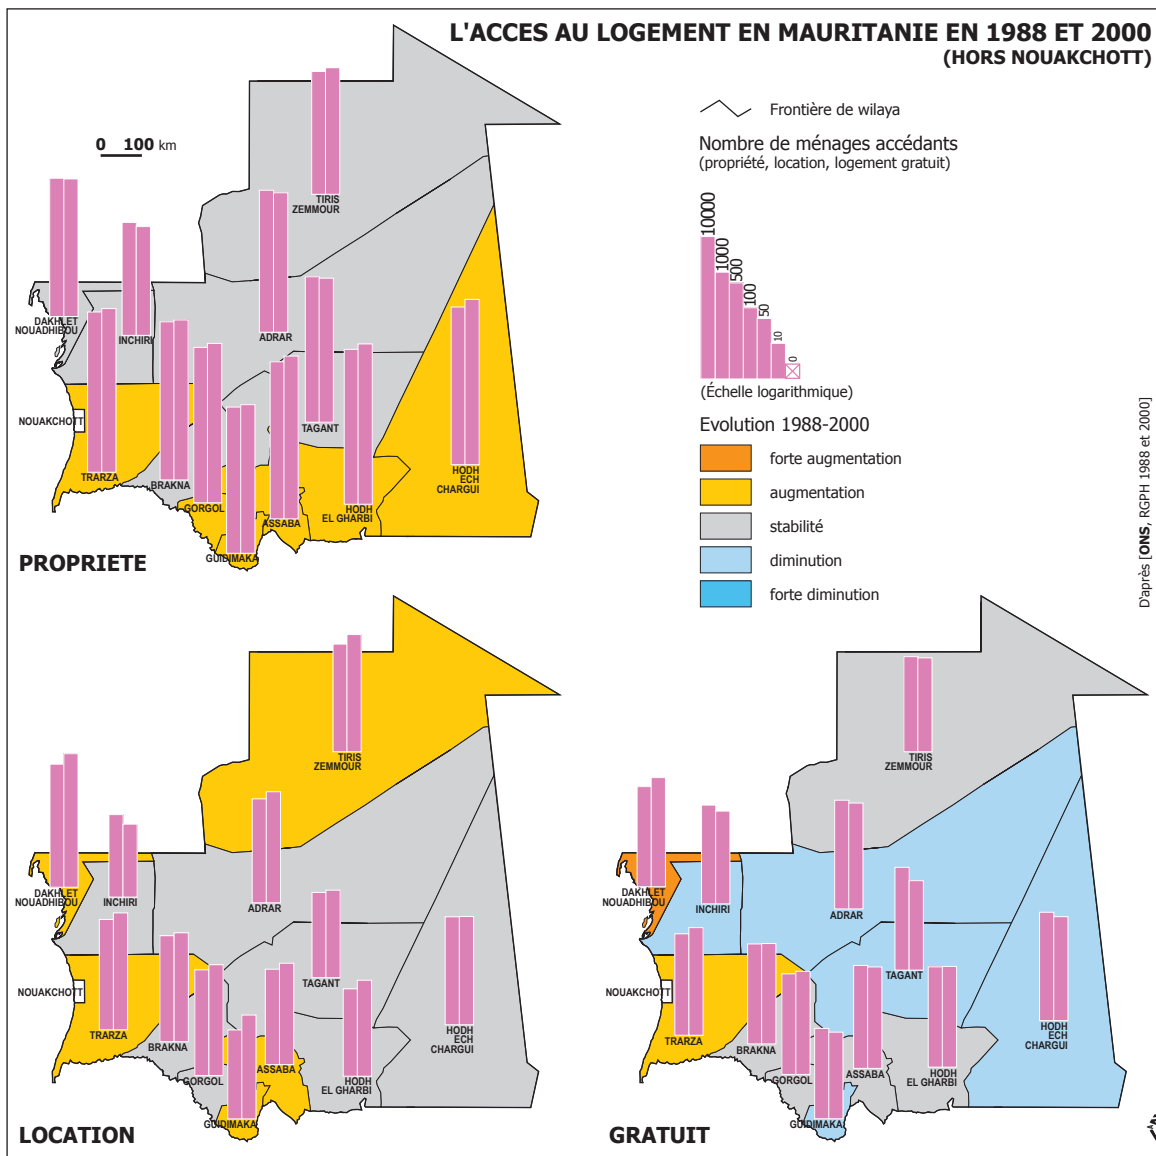 L'ACCES AU LOGEMENT EN MAURITANIE EN 1988 ET 2000
(HORS NOUAKCHOTT)
0 100 km
Frontière de wilaya
Nombre de ménages accédants
(propriété, location, logement gratuit)
10000
1000
500
100
50
10
0
(Échelle logarithmique)
Evolution 1988-2000
forte augmentation
augmentation
stabilité
diminution
forte diminution
D'après [ONS, RGPH 1988 et 2000]
TIRIS
ZEMMOUR
DAKHLET
NOUADHIBOU
INCHIRI
ADRAR
NOUAKCHOTT
TRARZA
BRAKNA
TAGANT
GORGOL
ASSABA
HODH
EL GHARBI
HODH
ECH
CHARGUI
GUIDIMAKA
PROPRIETE
TIRIS
ZEMMOUR
DAKHLET
NOUADHIBOU
INCHIRI
ADRAR
NOUAKCHOTT
TRARZA
BRAKNA
TAGANT
GORGOL
ASSABA
HODH
EL GHARBI
HODH
ECH
CHARGUI
GUIDIMAKA
LOCATION
TIRIS
ZEMMOUR
DAKHLET
NOUADHIBOU
INCHIRI
ADRAR
NOUAKCHOTT
TRARZA
BRAKNA
TAGANT
GORGOL
ASSABA
HODH
EL GHARBI
HODH
ECH
CHARGUI
GUIDIMAKA
GRATUIT